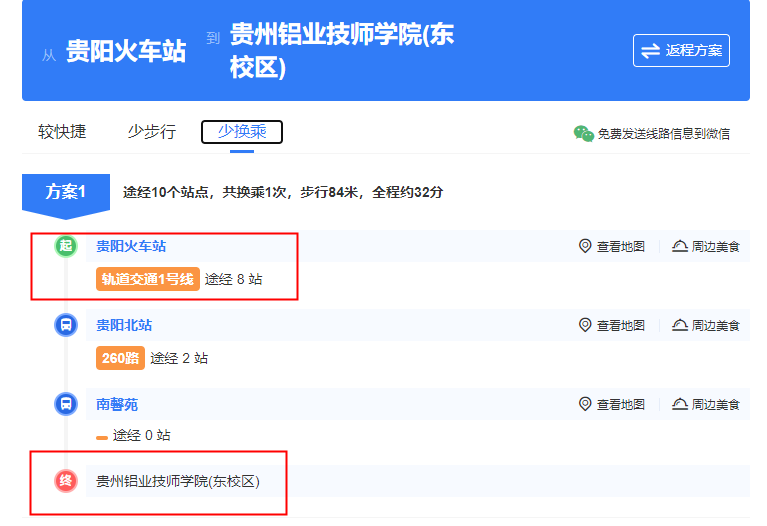 从 贵阳火车站 到 贵州铝业技师学院(东
校区)
返程方案
较快捷 少步行 少换乘
免费发送线路信息到微信
方案1 途经10个站点，共换乘1次，步行84米，全程约32分
起 贵阳火车站 查看地图 周边美食
轨道交通1号线 途经 8 站
贵阳北站 查看地图 周边美食
260路 途经 2 站
南馨苑 查看地图 周边美食
途经 0 站
终 贵州铝业技师学院(东校区)